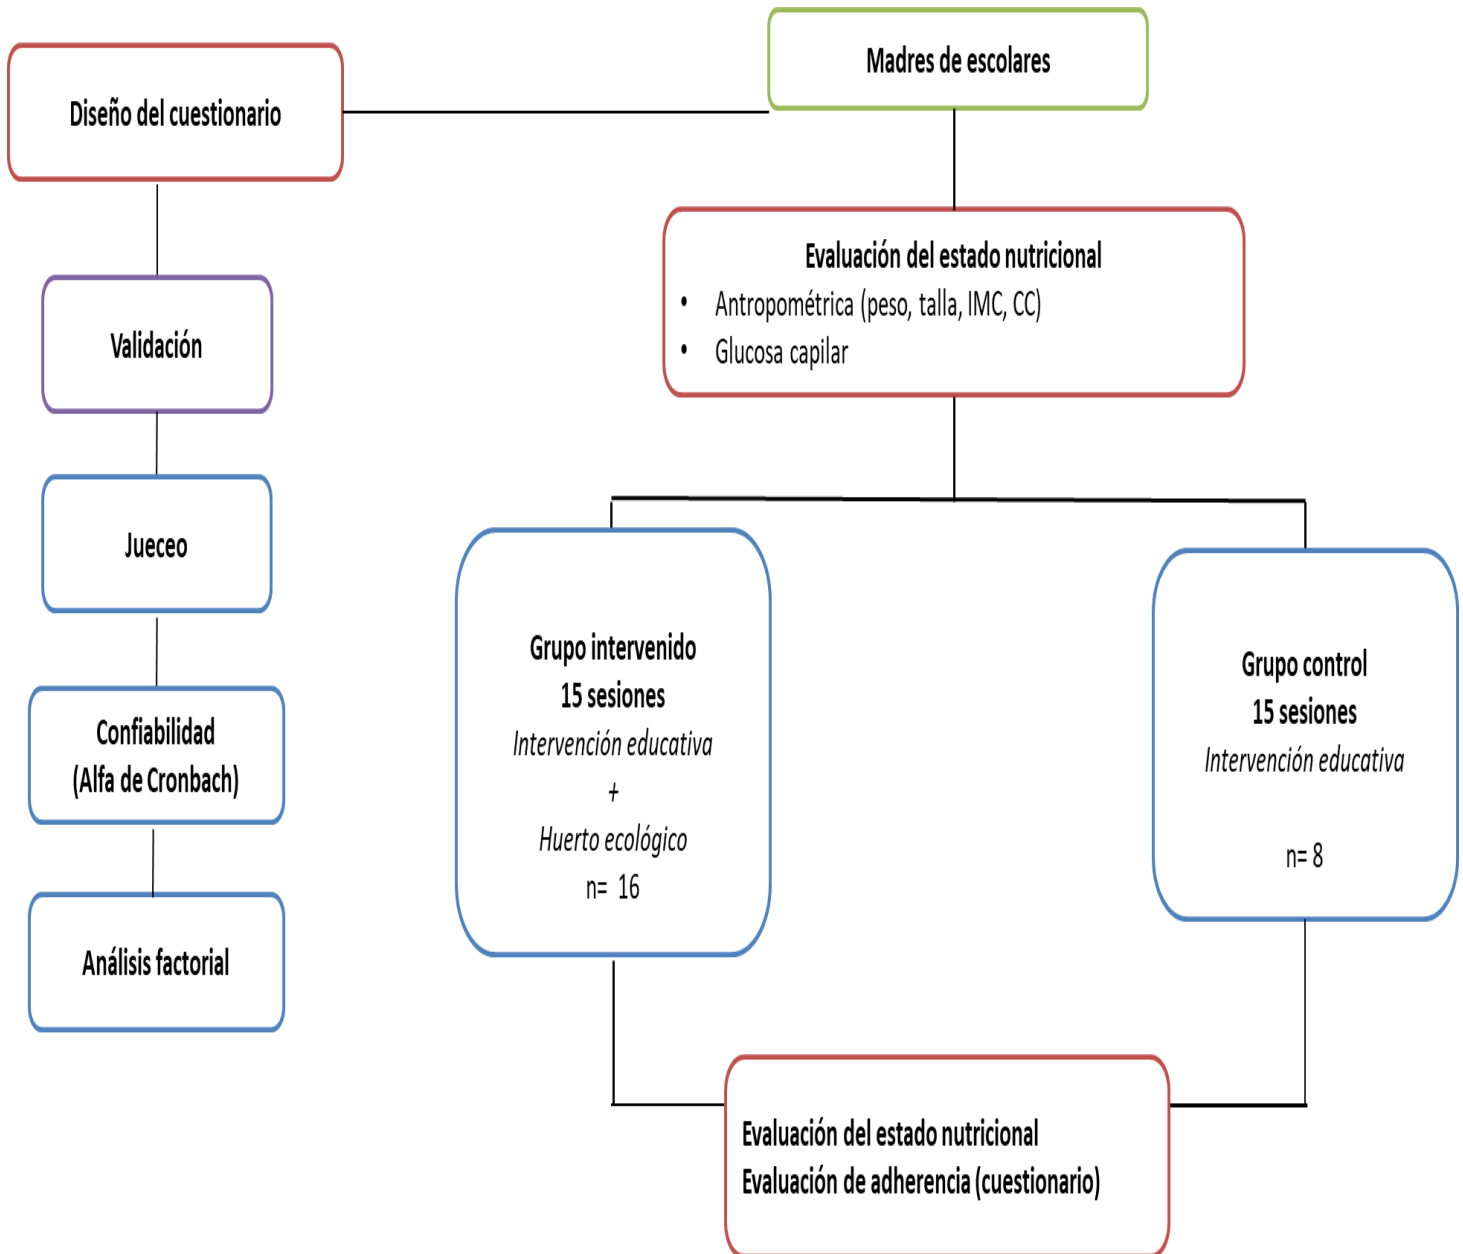 Madres de escolares
Diseño del cuestionario
Evaluación del estado nutricional
• Antropométrica (peso, talla, IMC, CC)
• Glucosa capilar
Validación
Jueceo
Confiabilidad
(Alfa de Cronbach)
Análisis factorial
Grupo intervenido
15 sesiones
Intervención educativa
+
Huerto ecológico
n= 16
Grupo control
15 sesiones
Intervención educativa
n= 8
Evaluación del estado nutricional
Evaluación de adherencia (cuestionario)